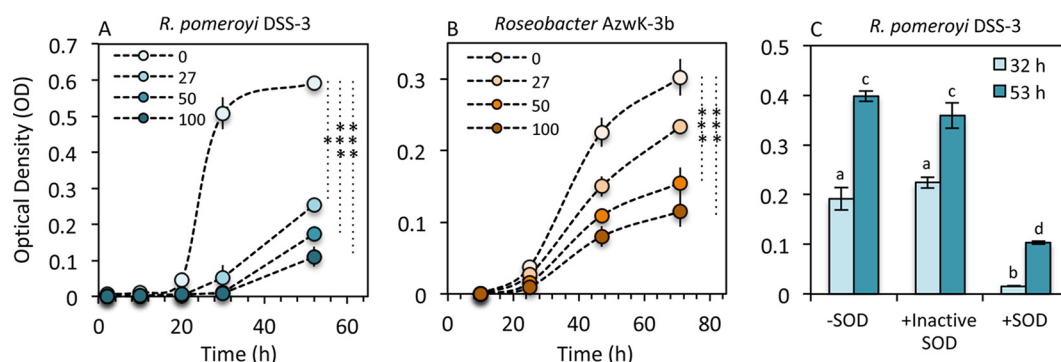 A
R. pomeroyi DSS-3
0.7
0.6
0.5
0.4
0.3
0.2
0.1
0
Optical Density (OD)
0
27
50
100
*
***
***
0
20
40
60
Time (h)
B
Roseobacter AzwK-3b
0.3
0.2
0.1
0.0
0
27
50
100
***
***
0
20
40
60
80
Time (h)
C
R. pomeroyi DSS-3
0.5
0.4
0.3
0.2
0.1
0
32 h
53 h
a
c
a
c
b
d
-SOD
+Inactive
SOD
+SOD